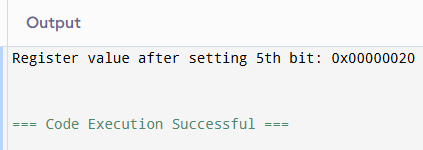 Output
Register value after setting 5th bit: 0x00000020
=== Code Execution Successful ===